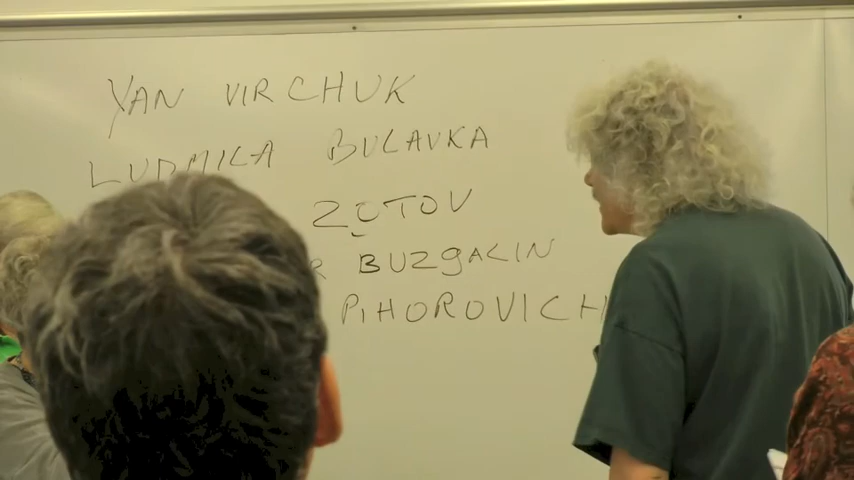 YAN VIRCHUK
LUDMILA BULAVKA
ZOTOV
BUZGALIN
PIHOROVICH